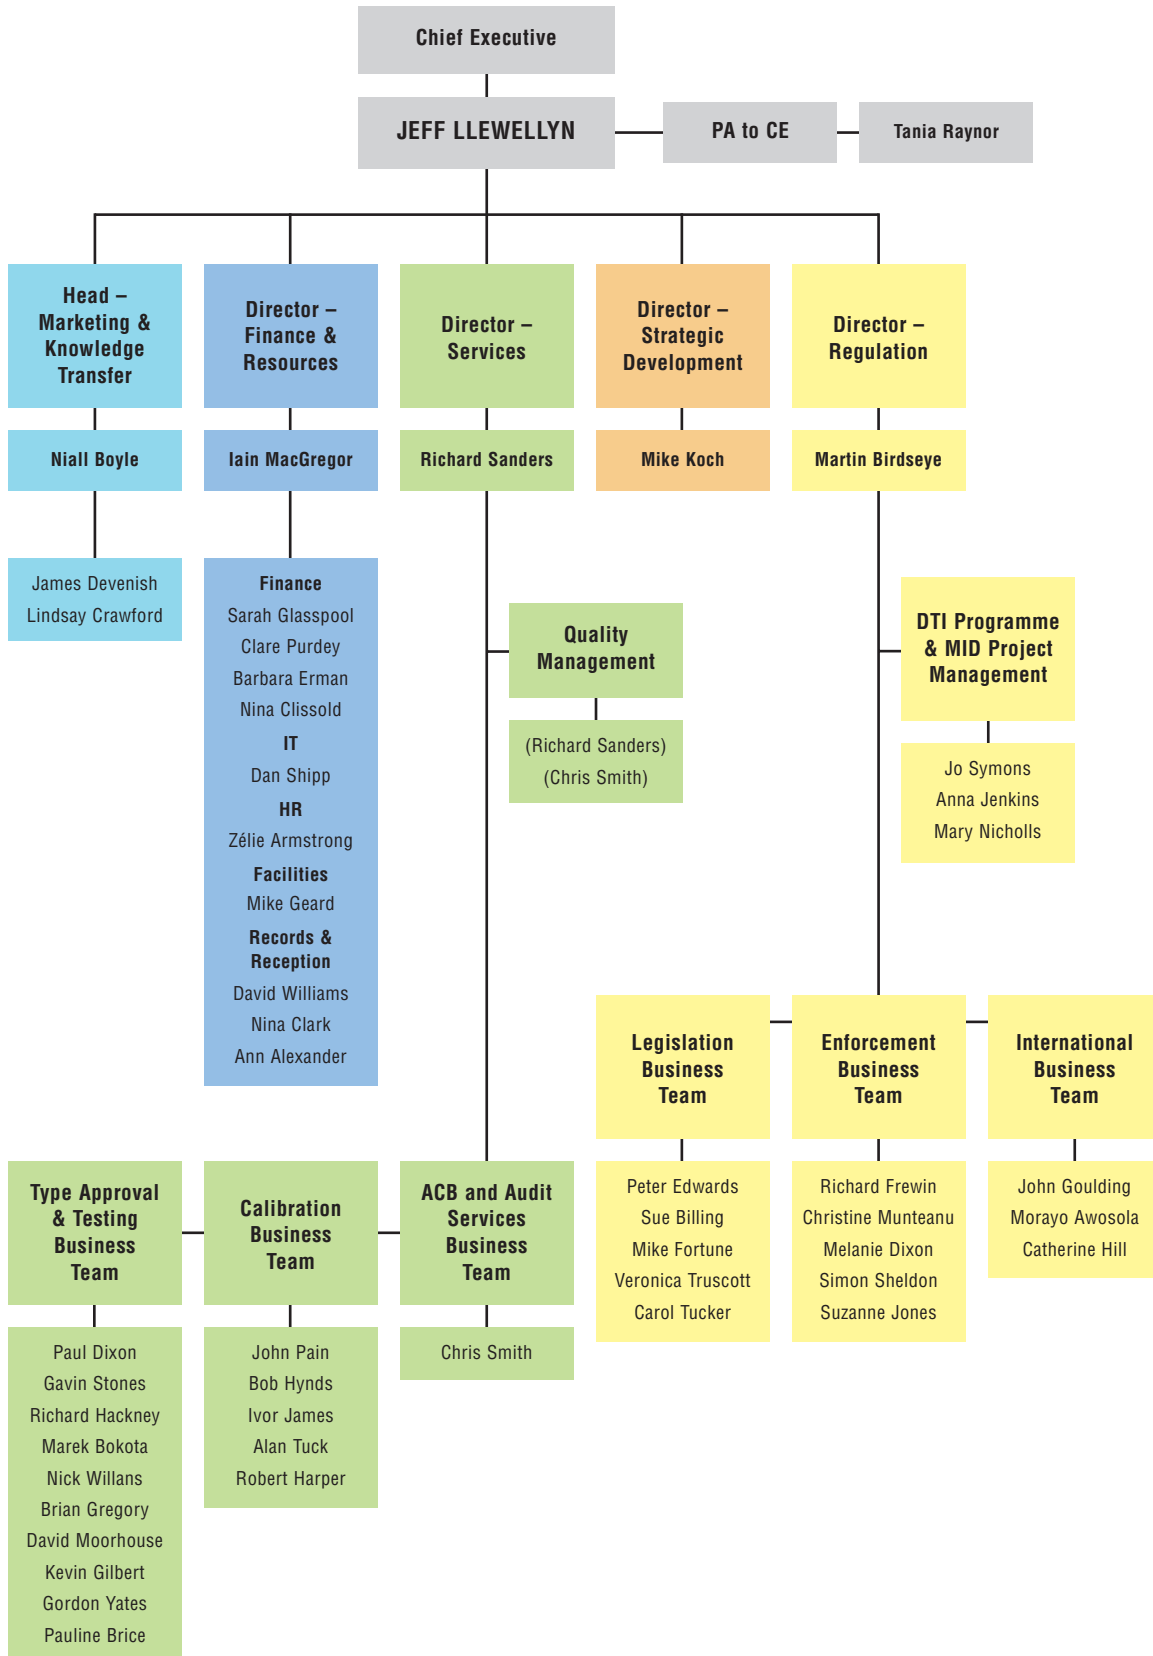 Chief Executive
JEFF LLEWELLYN
PA to CE
Tania Raynor
Head –
Marketing &
Knowledge
Transfer
Niall Boyle
James Devenish
Lindsay Crawford
Director –
Finance &
Resources
Iain MacGregor
Finance
Sarah Glasspool
Clare Purdey
Barbara Erman
Nina Clissold
IT
Dan Shipp
HR
Zélie Armstrong
Facilities
Mike Geard
Records &
Reception
David Williams
Nina Clark
Ann Alexander
Director –
Services
Richard Sanders
Quality
Management
(Richard Sanders)
(Chris Smith)
Director –
Strategic
Development
Mike Koch
Director –
Regulation
Martin Birdseye
DTI Programme
& MID Project
Management
Jo Symons
Anna Jenkins
Mary Nicholls
Legislation
Business
Team
Peter Edwards
Sue Billing
Mike Fortune
Veronica Truscott
Carol Tucker
Enforcement
Business
Team
Richard Frewin
Christine Munteanu
Melanie Dixon
Simon Sheldon
Suzanne Jones
International
Business
Team
John Goulding
Morayo Awosola
Catherine Hill
Type Approval
& Testing
Business
Team
Paul Dixon
Gavin Stones
Richard Hackney
Marek Bokota
Nick Willans
Brian Gregory
David Moorhouse
Kevin Gilbert
Gordon Yates
Pauline Brice
Calibration
Business
Team
John Pain
Bob Hynds
Ivor James
Alan Tuck
Robert Harper
ACB and Audit
Services
Business
Team
Chris Smith